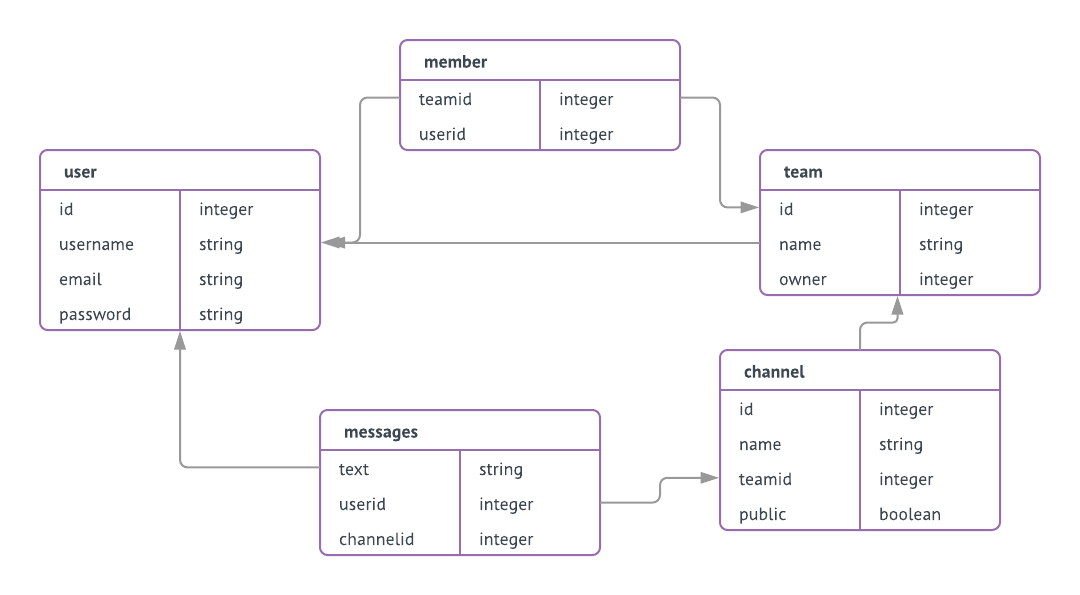 member
teamid integer
userid integer
user
id integer
username string
email string
password string
team
id integer
name string
owner integer
channel
id integer
name string
teamid integer
public boolean
messages
text string
userid integer
channelid integer